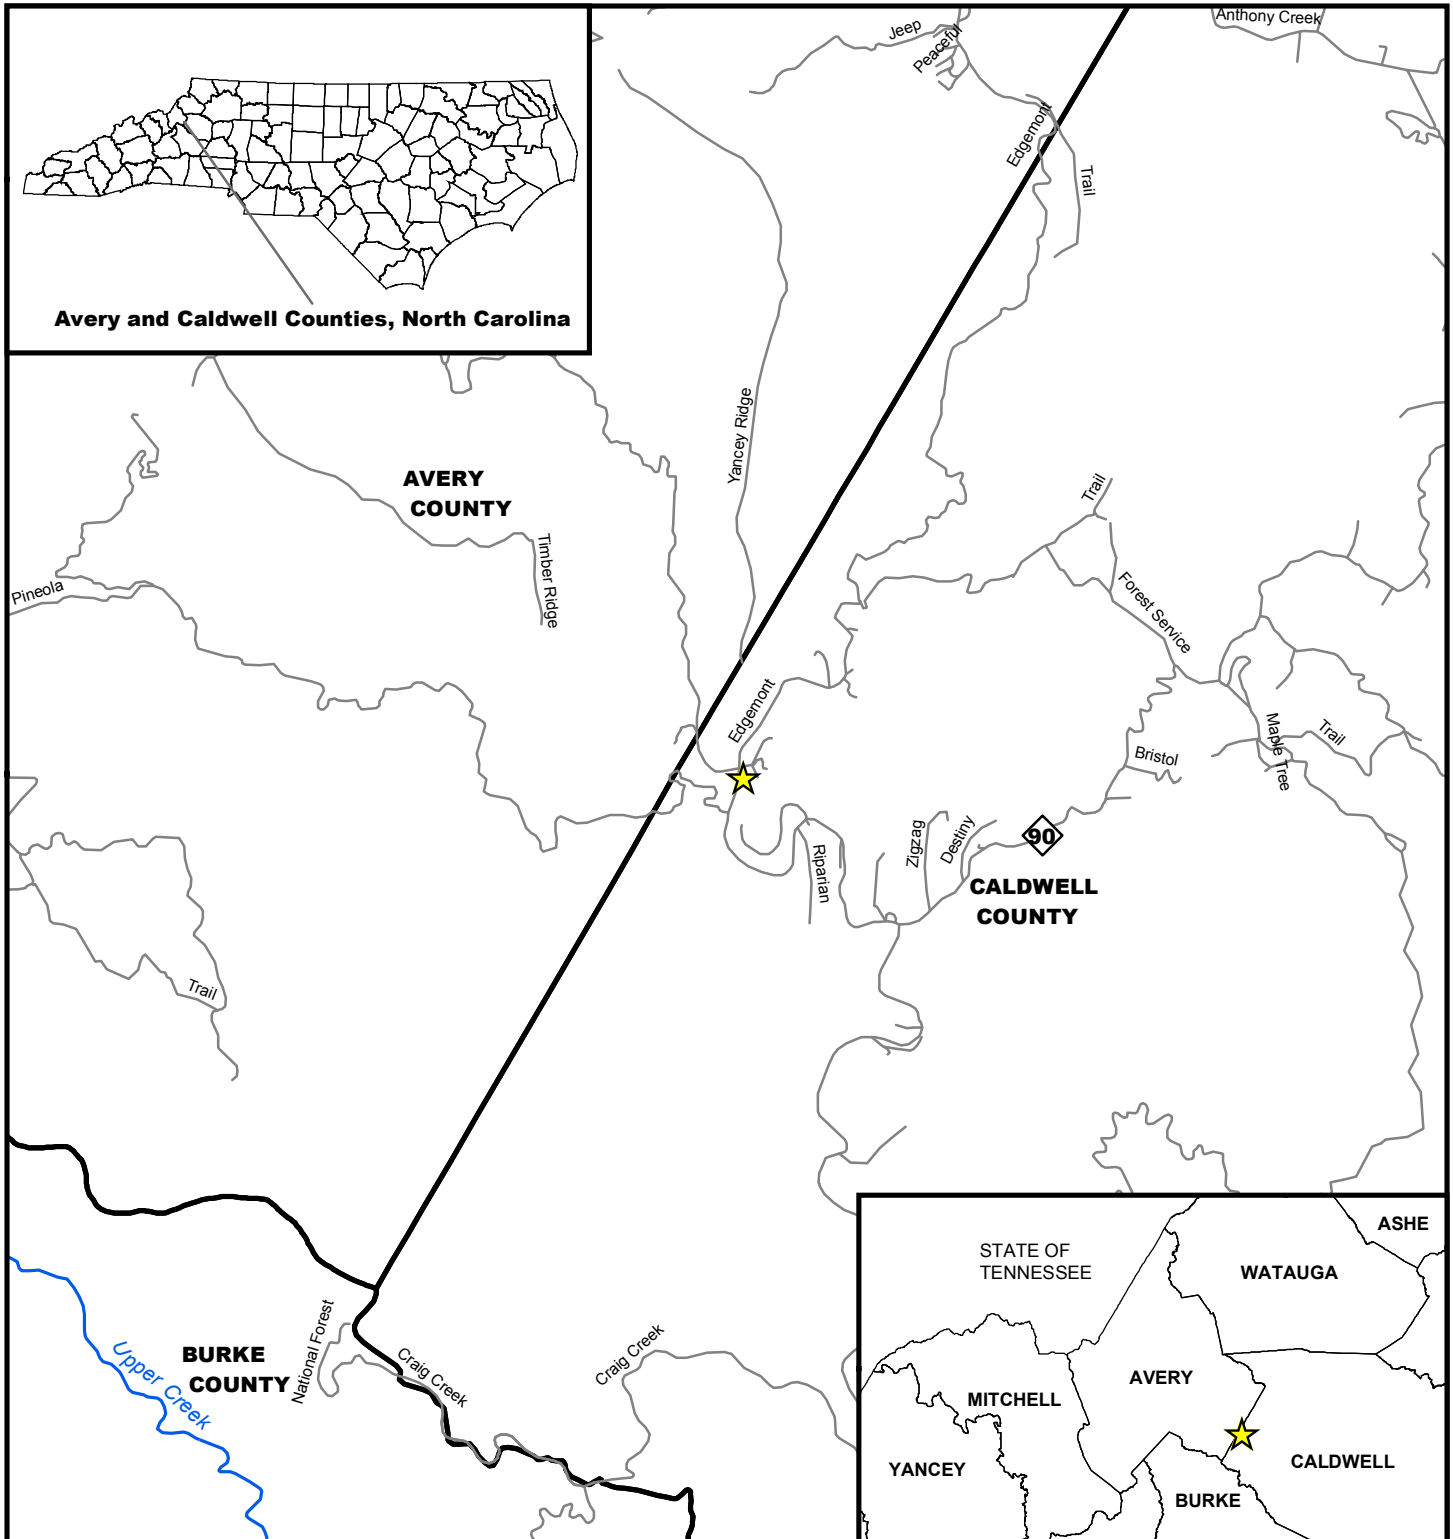 Anthony Creek
Jeep
Peaceful
Edgemont
Trail
Avery and Caldwell Counties, North Carolina
Yancey Ridge
AVERY
COUNTY
Trail
Timber Ridge
Pineola
Forest Service
Edgemont
Maple Tree
Trail
Bristol
Zigzag
Destiny
90
Riparian
CALDWELL
COUNTY
Trail
Upper Creek
BURKE
COUNTY
National Forest
Craig Creek
Craig Creek
STATE OF
TENNESSEE
ASHE
WATAUGA
AVERY
MITCHELL
YANCEY
CALDWELL
BURKE